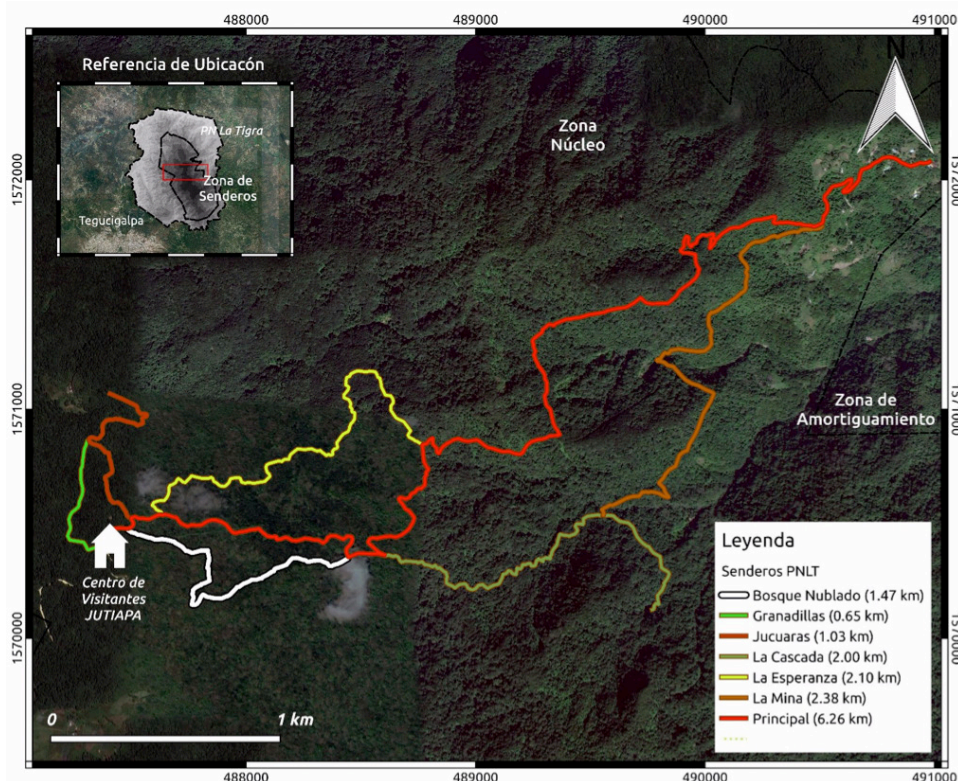 488000
489000
490000
491000
N
Referencia de Ubicacón
PN La Tigra
Zona de
Senderos
Tegucigalpa
Zona
Núcleo
1572000
1572000
1571000
1571000
Zona de
Amortiguamiento
Centro de
Visitantes
JUTIAPA
1570000
1570000
Leyenda
Senderos PNLT
Bosque Nublado (1.47 km)
Granadillas (0.65 km)
Jucuaras (1.03 km)
La Cascada (2.00 km)
La Esperanza (2.10 km)
La Mina (2.38 km)
Principal (6.26 km)
0 1 km
488000
489000
490000
491000